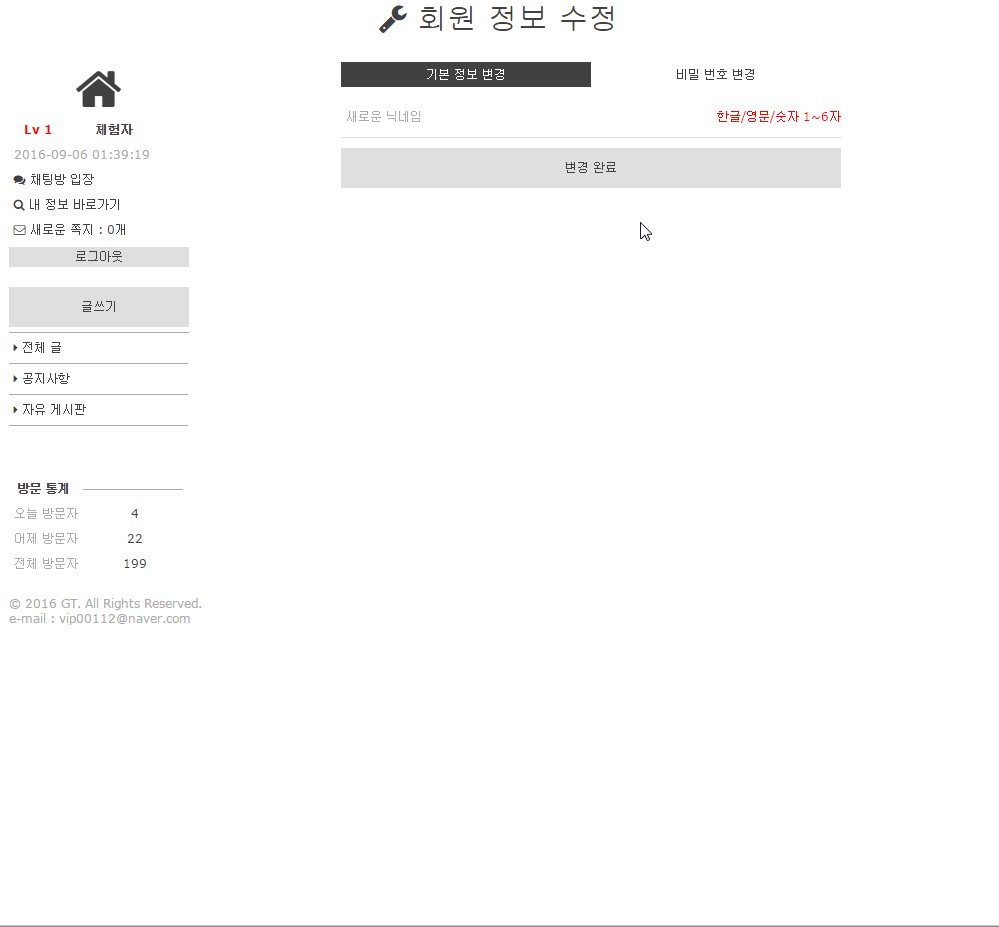 회원 정보 수정
기본 정보 변경
비밀 번호 변경
새로운 닉네임
한글/영문/숫자 1~6자
변경 완료
Lv 1 체험자
2016-09-06 01:39:19
채팅방 입장
내 정보 바로가기
새로운 쪽지 : 0개
로그아웃
글쓰기
전체 글
공지사항
자유 게시판
방문 통계
오늘 방문자 4
어제 방문자 22
전체 방문자 199
© 2016 GT. All Rights Reserved.
e-mail : vip00112@naver.com